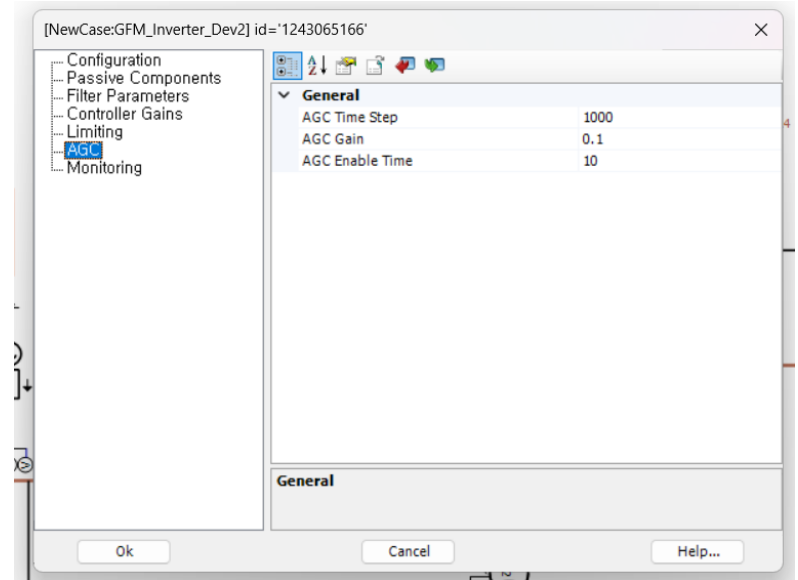 [NewCase:GFM_Inverter_Dev2] id='1243065166'
Configuration
Passive Components
Filter Parameters
Controller Gains
Limiting
AGC
Monitoring
General
AGC Time Step 1000
AGC Gain 0.1
AGC Enable Time 10
General
Ok Cancel Help...
4